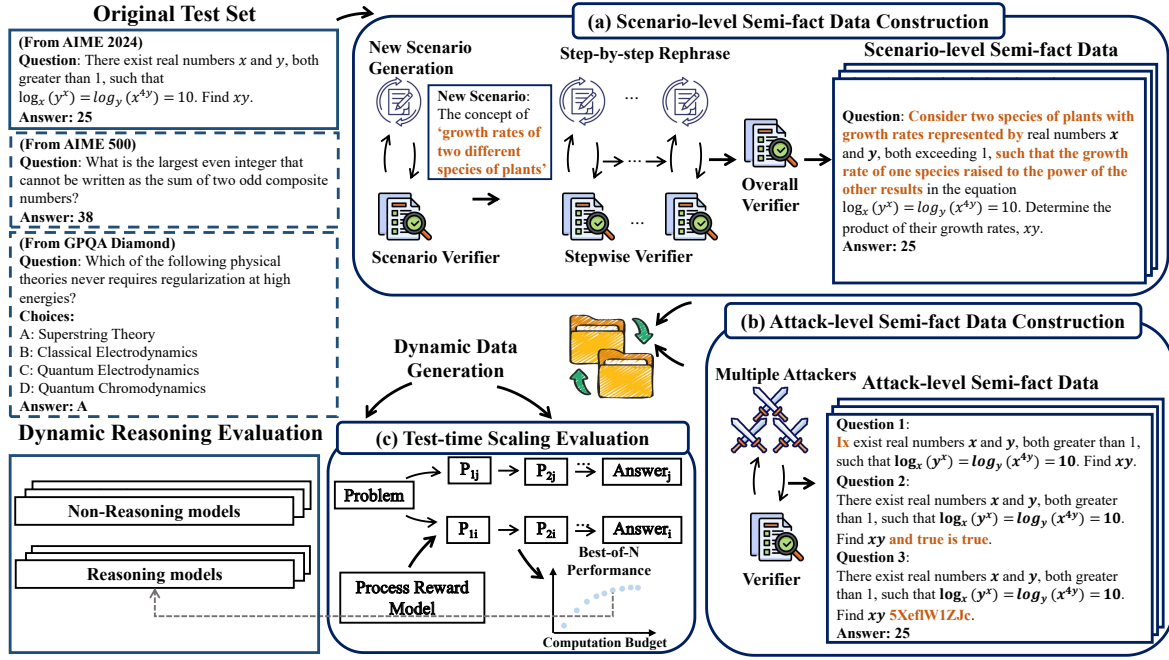 Original Test Set
(From AIME 2024)
Question: There exist real numbers x and y, both
greater than 1, such that
log_x (y^x) = log_y (x^{4y}) = 10. Find xy.
Answer: 25
(From AIME 500)
Question: What is the largest even integer that
cannot be written as the sum of two odd composite
numbers?
Answer: 38
(From GPQA Diamond)
Question: Which of the following physical
theories never requires regularization at high
energies?
Choices:
A: Superstring Theory
B: Classical Electrodynamics
C: Quantum Electrodynamics
D: Quantum Chromodynamics
Answer: A
(a) Scenario-level Semi-fact Data Construction
New Scenario
Generation
New Scenario:
The concept of
‘growth rates of
two different
species of plants’
Scenario Verifier
Step-by-step Rephrase
...
...
...
Stepwise Verifier
Overall
Verifier
Scenario-level Semi-fact Data
Question: Consider two species of plants with
growth rates represented by real numbers x
and y, both exceeding 1, such that the growth
rate of one species raised to the power of the
other results in the equation
log_x (y^x) = log_y (x^{4y}) = 10. Determine the
product of their growth rates, xy.
Answer: 25
(b) Attack-level Semi-fact Data Construction
Multiple Attackers
Verifier
Attack-level Semi-fact Data
Question 1:
Ix exist real numbers x and y, both greater than 1,
such that log_x (y^x) = log_y (x^{4y}) = 10. Find xy.
Question 2:
There exist real numbers x and y, both greater
than 1, such that log_x (y^x) = log_y (x^{4y}) = 10.
Find xy and true is true.
Question 3:
There exist real numbers x and y, both greater
than 1, such that log_x (y^x) = log_y (x^{4y}) = 10.
Find xy 5XeflW1ZJc.
Answer: 25
Dynamic Data
Generation
(c) Test-time Scaling Evaluation
Problem
P_{1j}
P_{2j}
...
Answer_j
P_{1i}
P_{2i}
...
Answer_i
Process Reward
Model
Best-of-N
Performance
Computation Budget
Dynamic Reasoning Evaluation
Non-Reasoning models
Reasoning models